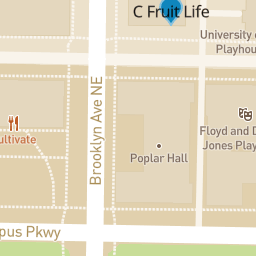 C Fruit Life
University of
Playhou
Brooklyn Ave NE
ultivate
Floyd and D
Jones Play
Poplar Hall
pus Pkwy